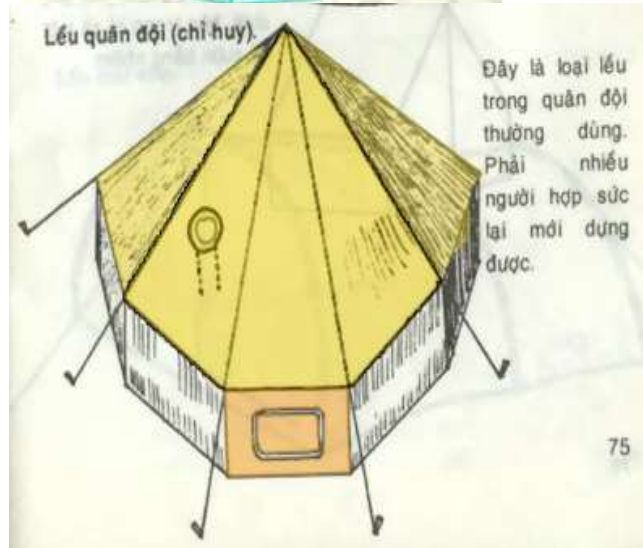 Lều quân đội (chỉ huy).
Đây là loại lều
trong quân đội
thường dùng.
Phải nhiều
người hợp sức
lại mới dựng
được.
75